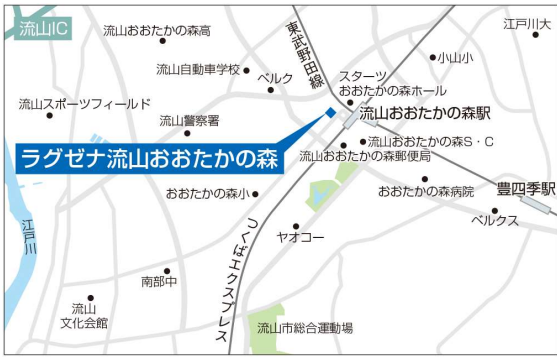 流山IC
流山おおたかの森高
江戸川大
東武野田線
小山小
流山自動車学校
ベルク
スターツ
おおたかの森ホール
流山スポーツフィールド
流山おおたかの森駅
流山警察署
流山おおたかの森S・C
流山おおたかの森郵便局
ラグゼナ流山おおたかの森
おおたかの森小
おおたかの森病院
豊四季駅
ベルクス
江戸川
つくばエクスプレス
ヤオコー
南部中
流山
文化会館
流山市総合運動場